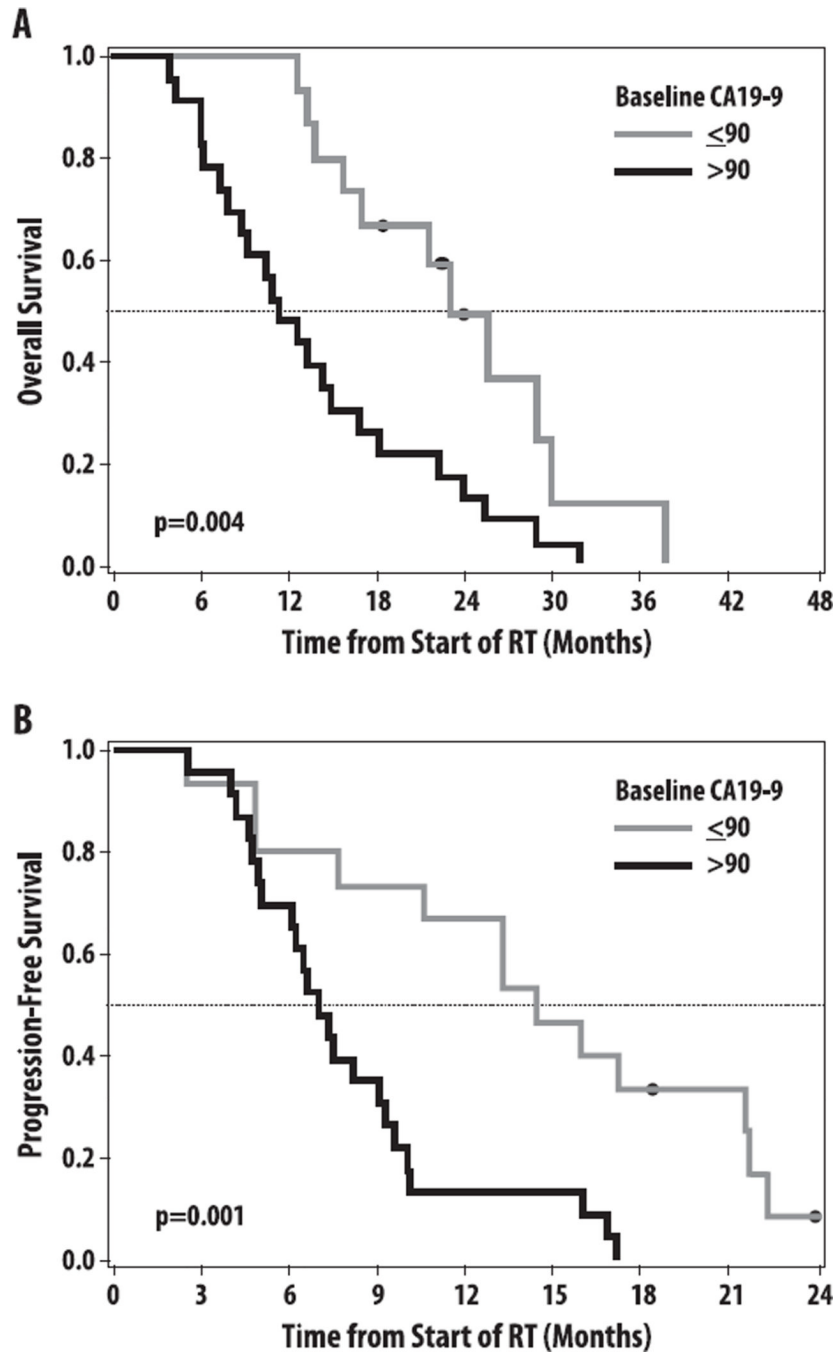 A
1.0
0.8
0.6
0.4
0.2
0.0
Overall Survival
Baseline CA19-9
≤90
>90
p=0.004
0 6 12 18 24 30 36 42 48
Time from Start of RT (Months)
B
1.0
0.8
0.6
0.4
0.2
0.0
Progression-Free Survival
Baseline CA19-9
≤90
>90
p=0.001
0 3 6 9 12 15 18 21 24
Time from Start of RT (Months)